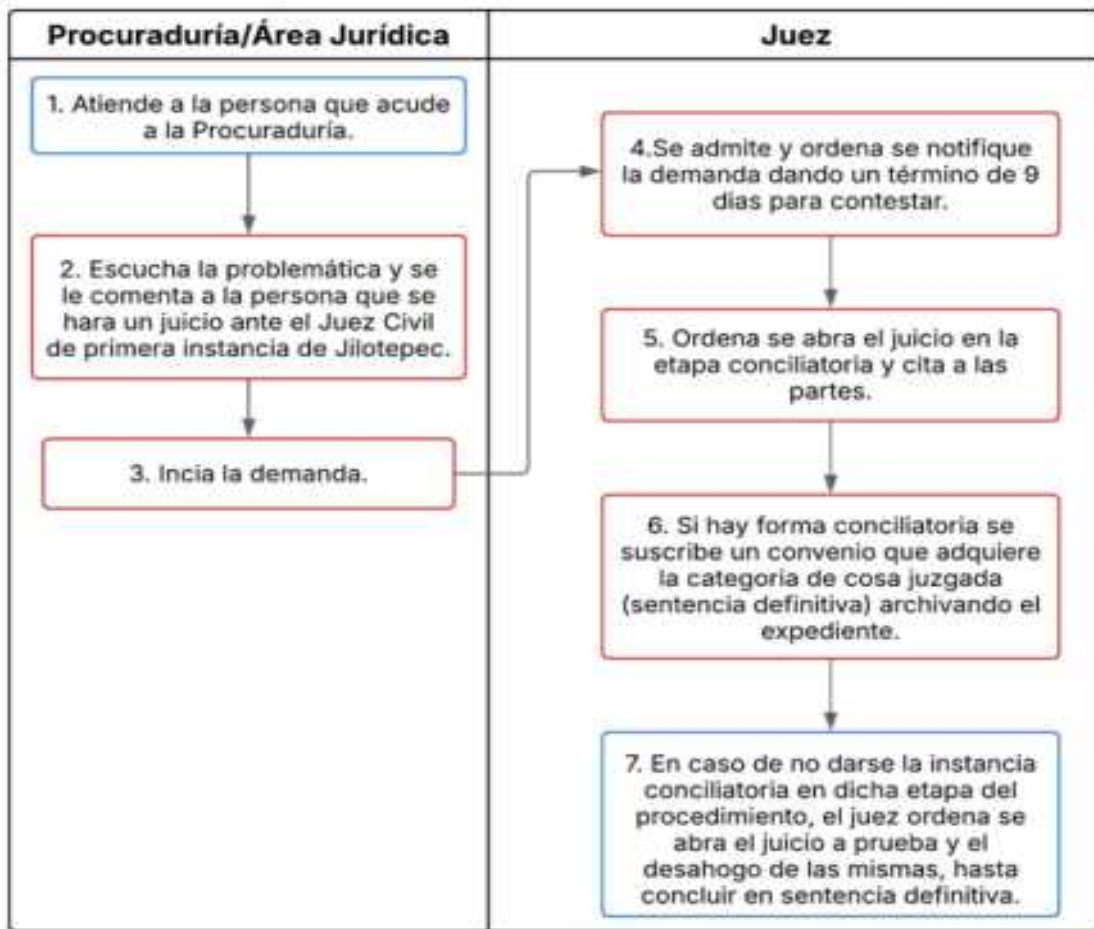 Procuraduría/Área Jurídica
Juez
1. Atiende a la persona que acude
a la Procuraduría.
2. Escucha la problemática y se
le comenta a la persona que se
hara un juicio ante el Juez Civil
de primera instancia de Jilotepec.
3. Incia la demanda.
4.Se admite y ordena se notifique
la demanda dando un término de 9
dias para contestar.
5. Ordena se abra el juicio en la
etapa conciliatoria y cita a las
partes.
6. Si hay forma conciliatoria se
suscribe un convenio que adquiere
la categoria de cosa juzgada
(sentencia definitiva) archivando el
expediente.
7. En caso de no darse la instancia
conciliatoria en dicha etapa del
procedimiento, el juez ordena se
abra el juicio a prueba y el
desahogo de las mismas, hasta
concluir en sentencia definitiva.